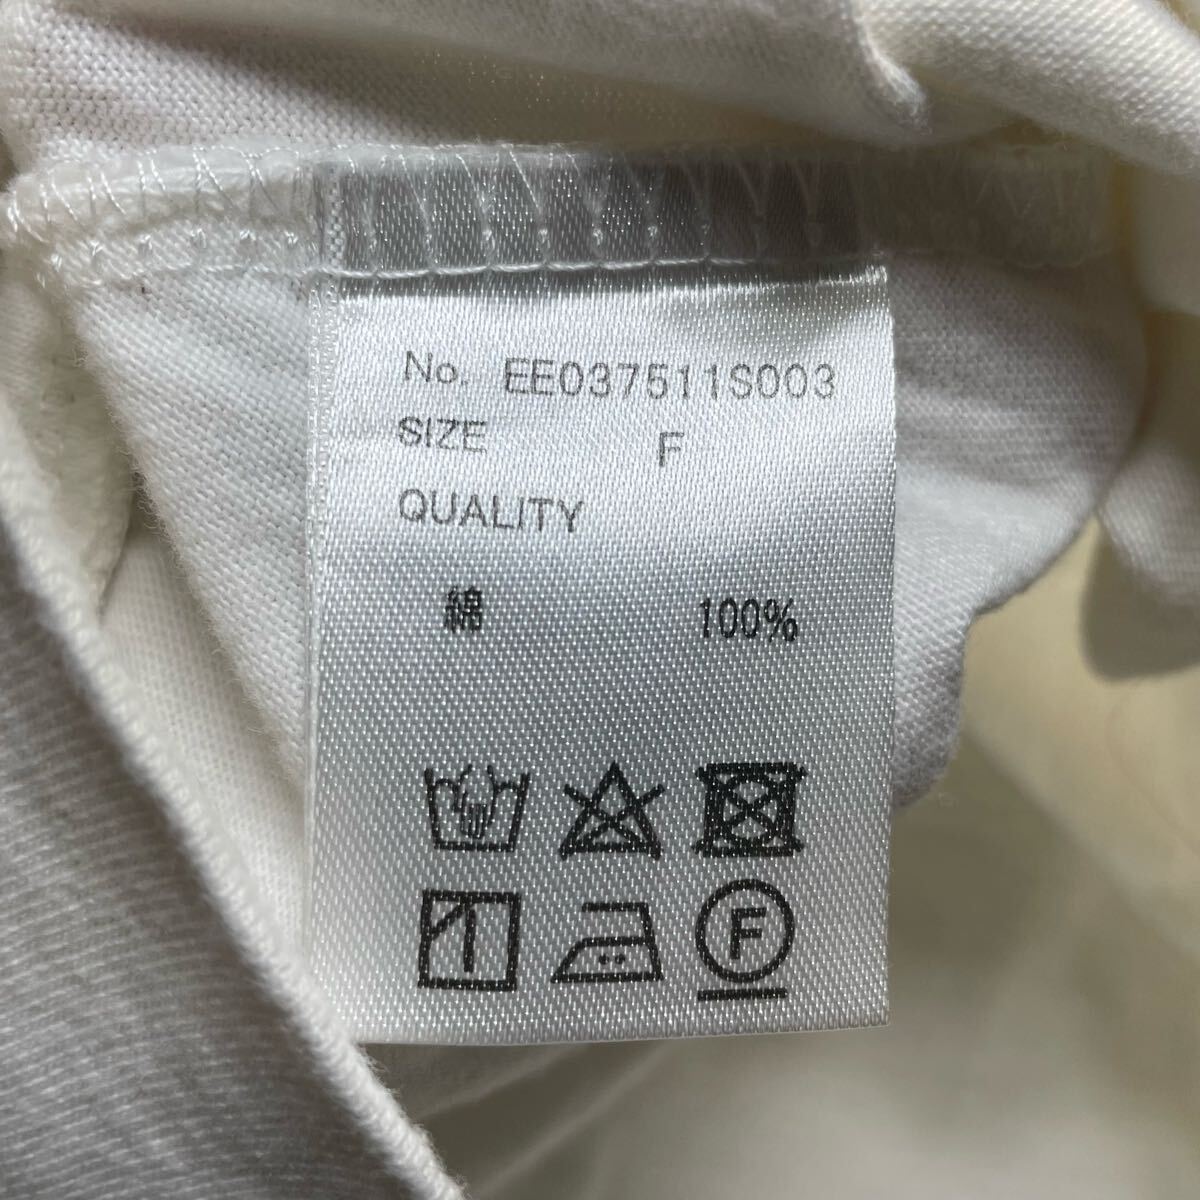 No. EE037511S003
SIZE F
QUALITY
綿 100%
F